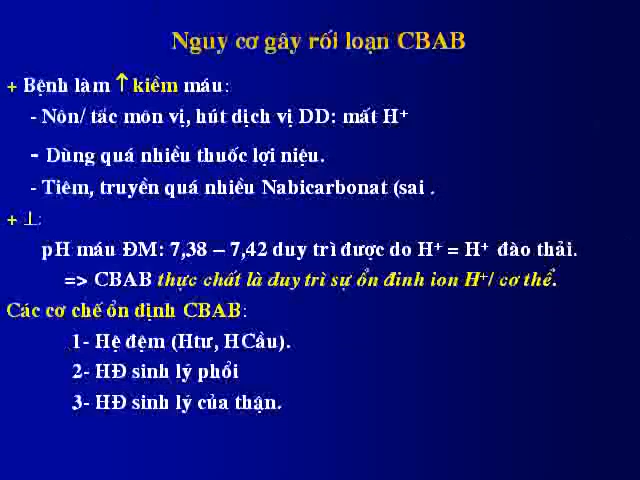 Nguy cơ gây rối loạn CBAB
+ Bệnh làm ↑ kiềm máu:
- Nôn/ tắc môn vị, hút dịch vị DD: mất H⁺
- Dùng quá nhiều thuốc lợi niệu.
- Tiêm, truyền quá nhiều Nabicarbonat (sai .
+ ⊥:
pH máu ĐM: 7,38 – 7,42 duy trì được do H⁺ = H⁺ đào thải.
=> CBAB thực chất là duy trì sự ổn đinh ion H⁺/ cơ thể.
Các cơ chế ổn định CBAB:
1- Hệ đệm (Htư, HCầu).
2- HĐ sinh lý phổi
3- HĐ sinh lý của thận.